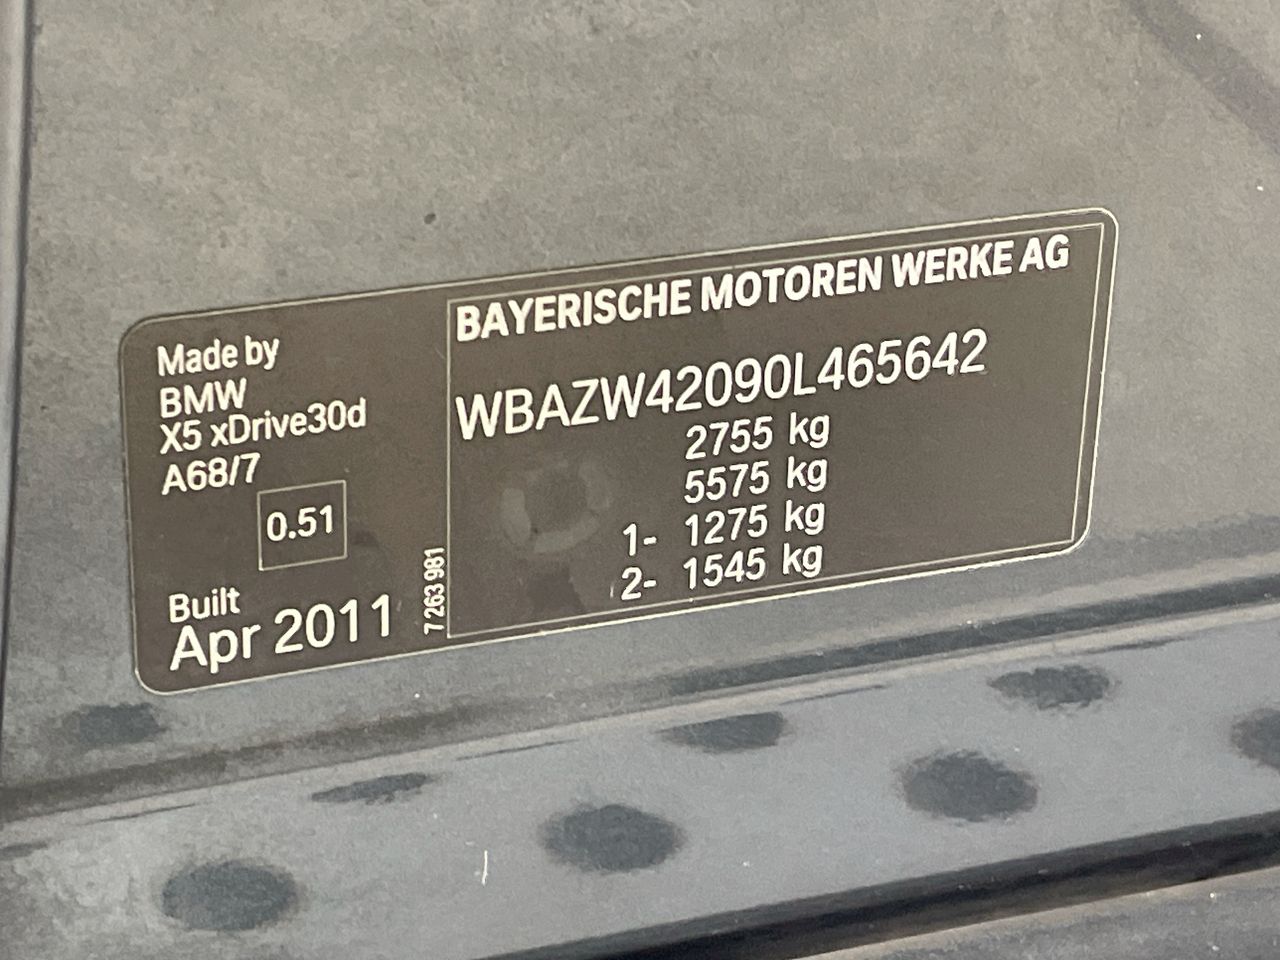 Made by
BMW
X5 xDrive30d
A68/7
0.51
Built
Apr 2011
7 263 981
BAYERISCHE MOTOREN WERKE AG
WBAZW42090L465642
2755 kg
5575 kg
1- 1275 kg
2- 1545 kg